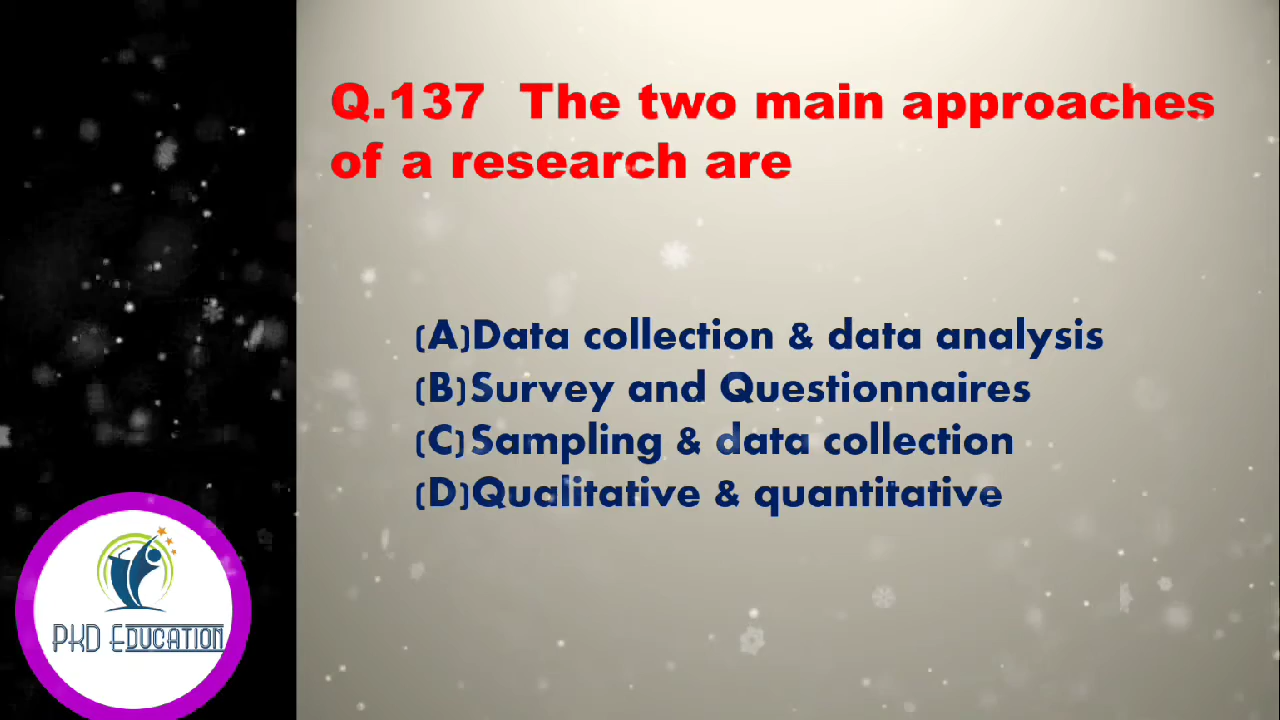 Q.137 The two main approaches
of a research are
(A)Data collection & data analysis
(B)Survey and Questionnaires
(C)Sampling & data collection
(D)Qualitative & quantitative
PKD EDUCATION